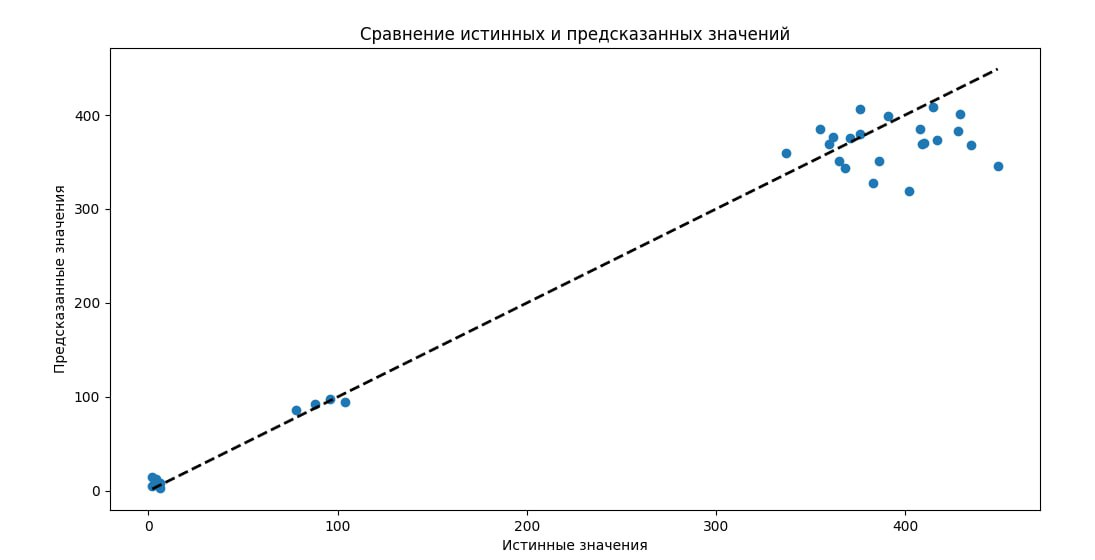 Сравнение истинных и предсказанных значений
Предсказанные значения
400
300
200
100
0
0 100 200 300 400
Истинные значения